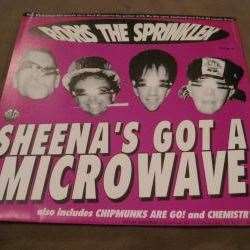 BORIS THE SPRINKLER
SHEENA'S GOT A
MICROWAVE
also includes CHIPMUNKS ARE GO! and CHEMISTR